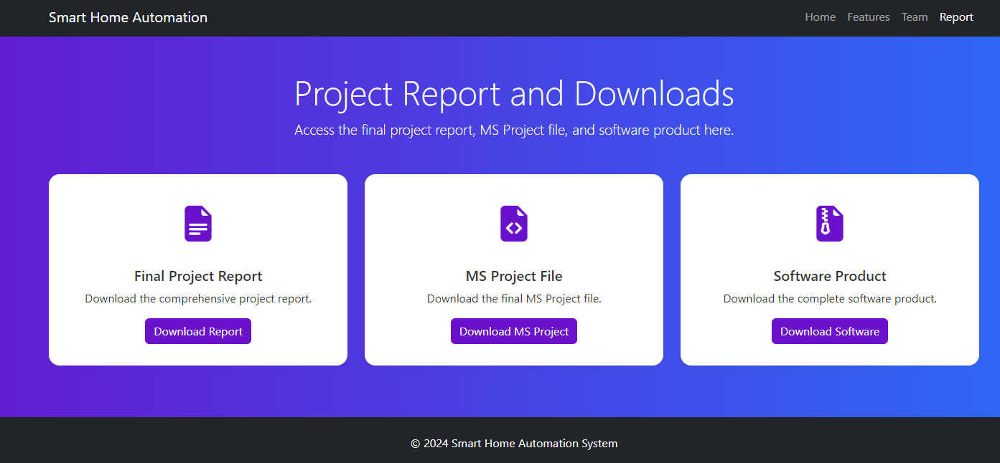 Smart Home Automation
Home Features Team Report
Project Report and Downloads
Access the final project report, MS Project file, and software product here.
Final Project Report
Download the comprehensive project report.
Download Report
MS Project File
Download the final MS Project file.
Download MS Project
Software Product
Download the complete software product.
Download Software
© 2024 Smart Home Automation System